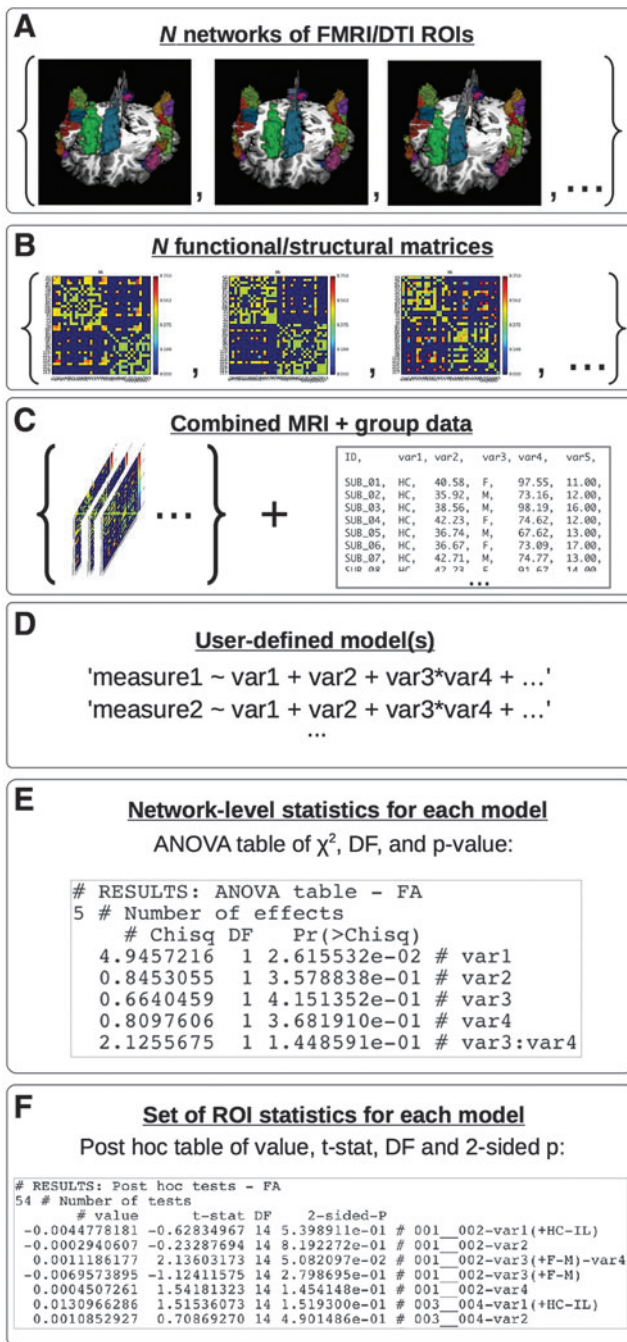 A
N networks of FMRI/DTI ROIs
{ , , , ... }
B
N functional/structural matrices
{ , , , ... }
C
Combined MRI + group data
{ ... } +
ID, var1, var2, var3, var4, var5,
SUB_01, HC, 40.58, F, 97.55, 11.00,
SUB_02, HC, 35.92, M, 73.16, 12.00,
SUB_03, HC, 38.56, M, 98.19, 16.00,
SUB_04, HC, 42.23, F, 74.62, 12.00,
SUB_05, HC, 36.74, M, 67.62, 13.00,
SUB_06, HC, 36.67, F, 73.09, 17.00,
SUB_07, HC, 42.71, M, 74.77, 13.00,
SUB_08, HC, 42.23, F, 91.67, 14.00,
...
D
User-defined model(s)
'measure1 ~ var1 + var2 + var3*var4 + ...'
'measure2 ~ var1 + var2 + var3*var4 + ...'
...
E
Network-level statistics for each model
ANOVA table of χ², DF, and p-value:
# RESULTS: ANOVA table - FA
5 # Number of effects
# Chisq DF Pr(>Chisq)
4.9457216 1 2.615532e-02 # var1
0.8453055 1 3.578838e-01 # var2
0.6640459 1 4.151352e-01 # var3
0.8097606 1 3.681910e-01 # var4
2.1255675 1 1.448591e-01 # var3:var4
F
Set of ROI statistics for each model
Post hoc table of value, t-stat, DF and 2-sided p:
# RESULTS: Post hoc tests - FA
54 # Number of tests
# value t-stat DF 2-sided-P
-0.0044778181 -0.62834967 14 5.398911e-01 # 001__002-var1(+HC-IL)
-0.0002940607 -0.23287694 14 8.192272e-01 # 001__002-var2
0.0011186177 2.13603173 14 5.082097e-02 # 001__002-var3(+F-M)-var4
-0.0069573895 -1.12411575 14 2.798695e-01 # 001__002-var3(+F-M)
0.0004507261 1.54181323 14 1.454148e-01 # 001__002-var4
0.0130966286 1.51536073 14 1.519300e-01 # 003__004-var1(+HC-IL)
0.0010852927 0.70869270 14 4.901486e-01 # 003__004-var2